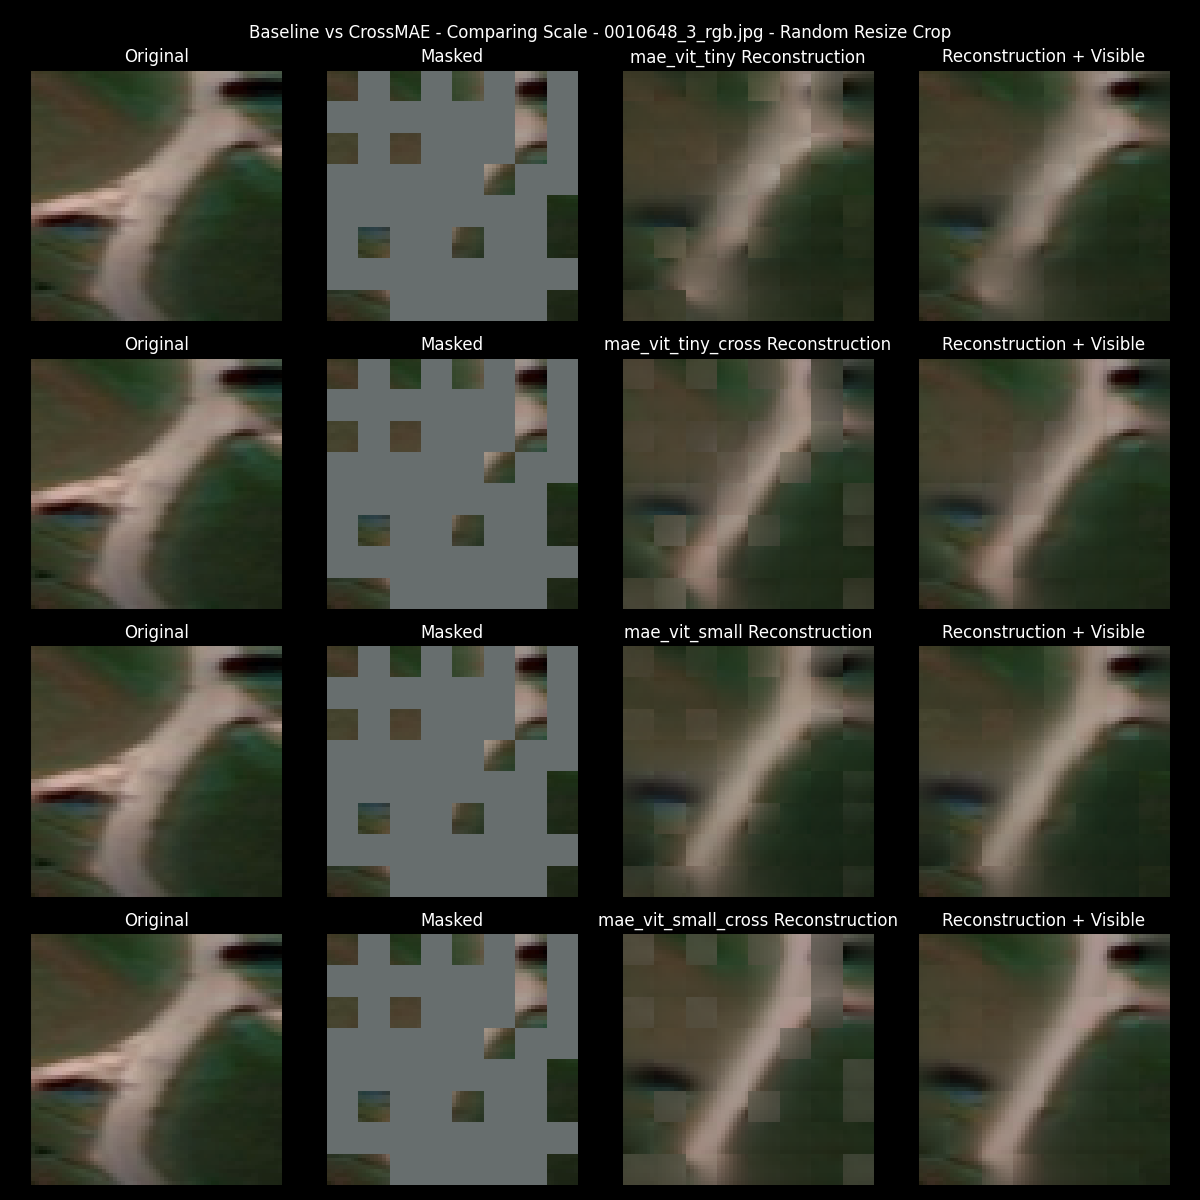 Baseline vs CrossMAE - Comparing Scale - 0010648_3_rgb.jpg - Random Resize Crop
Original Masked mae_vit_tiny Reconstruction Reconstruction + Visible
Original Masked mae_vit_tiny_cross Reconstruction Reconstruction + Visible
Original Masked mae_vit_small Reconstruction Reconstruction + Visible
Original Masked mae_vit_small_cross Reconstruction Reconstruction + Visible